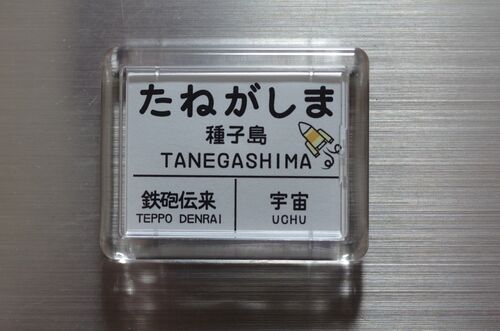 たねがしま
種子島
TANEGASHIMA
鉄砲伝来 宇宙
TEPPO DENRAI UCHU